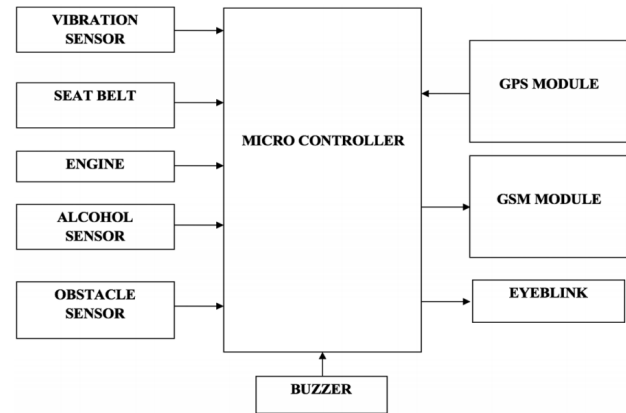 VIBRATION
SENSOR
SEAT BELT
ENGINE
ALCOHOL
SENSOR
OBSTACLE
SENSOR
MICRO CONTROLLER
GPS MODULE
GSM MODULE
EYEBLINK
BUZZER